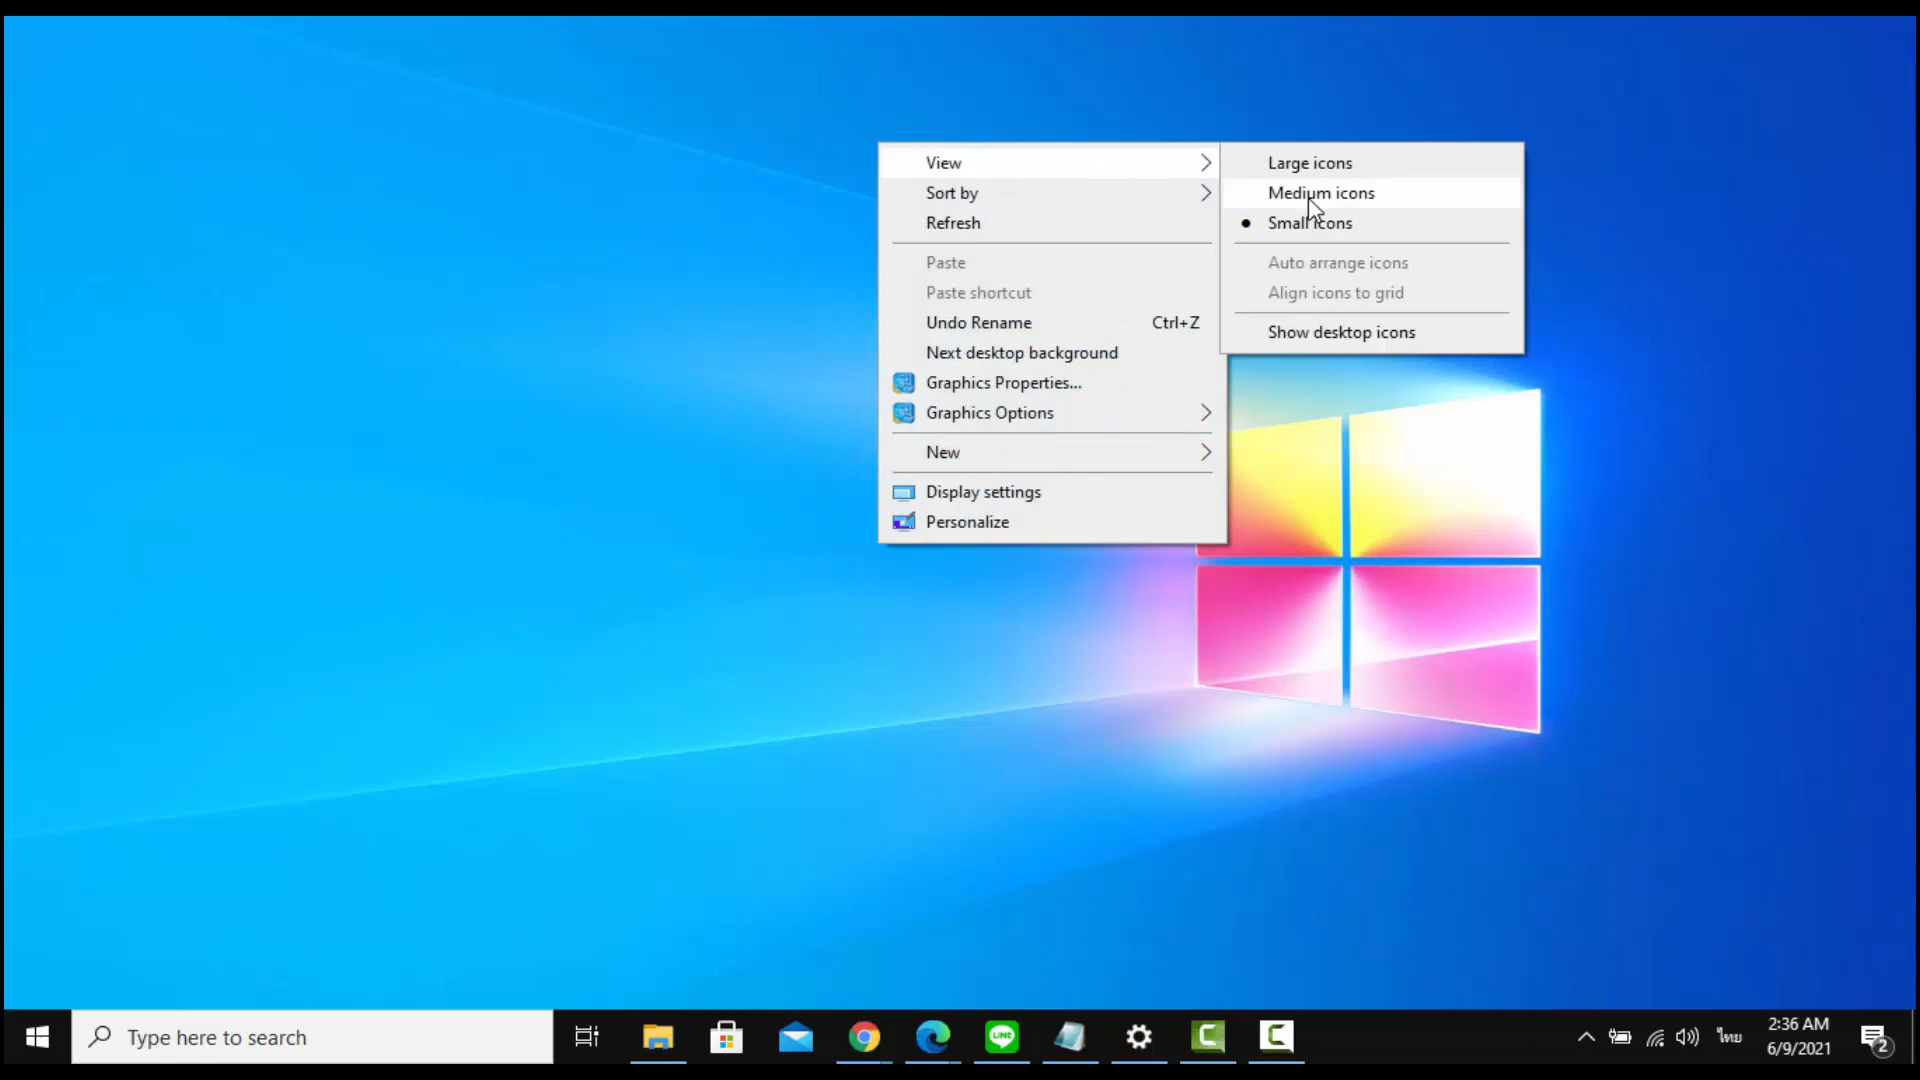 View
Sort by
Refresh
Paste
Paste shortcut
Undo Rename Ctrl+Z
Next desktop background
Graphics Properties...
Graphics Options
New
Display settings
Personalize
Large icons
Medium icons
Small icons
Auto arrange icons
Align icons to grid
Show desktop icons
Type here to search
LINE
ไทย
2:36 AM
6/9/2021
2